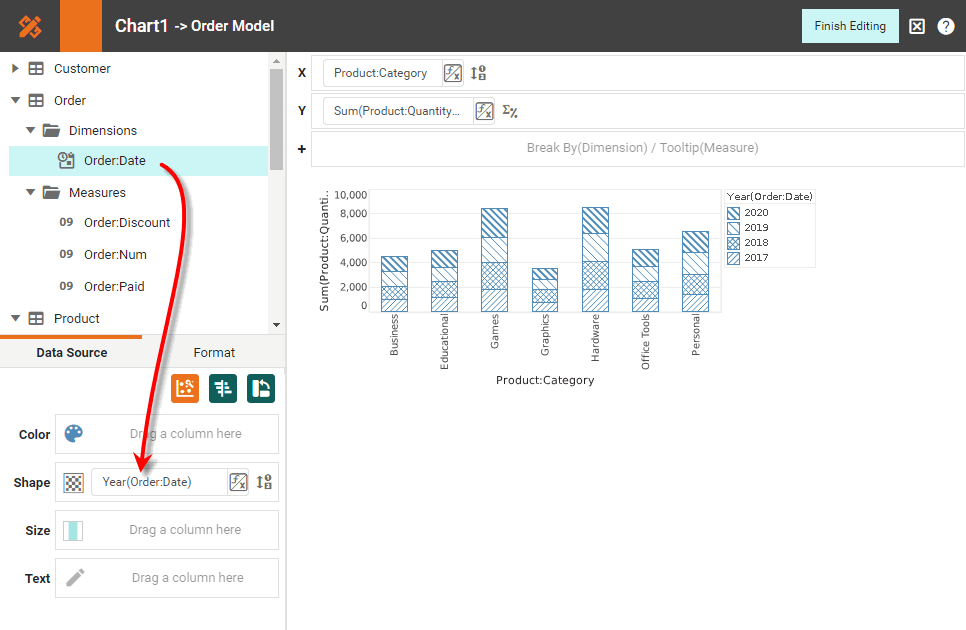 Chart1 -> Order Model
Finish Editing
Customer
Order
Dimensions
Order:Date
Measures
09 Order:Discount
09 Order:Num
09 Order:Paid
Product
Data Source
Format
Color
Drag a column here
Shape
Year(Order:Date)
Size
Drag a column here
Text
Drag a column here
X
Product:Category
Y
Sum(Product:Quantity...
+
Break By(Dimension) / Tooltip(Measure)
Sum(Product:Quanti..
10,000
8,000
6,000
4,000
2,000
0
Business
Educational
Games
Graphics
Hardware
Office Tools
Personal
Product:Category
Year(Order:Date)
2020
2019
2018
2017